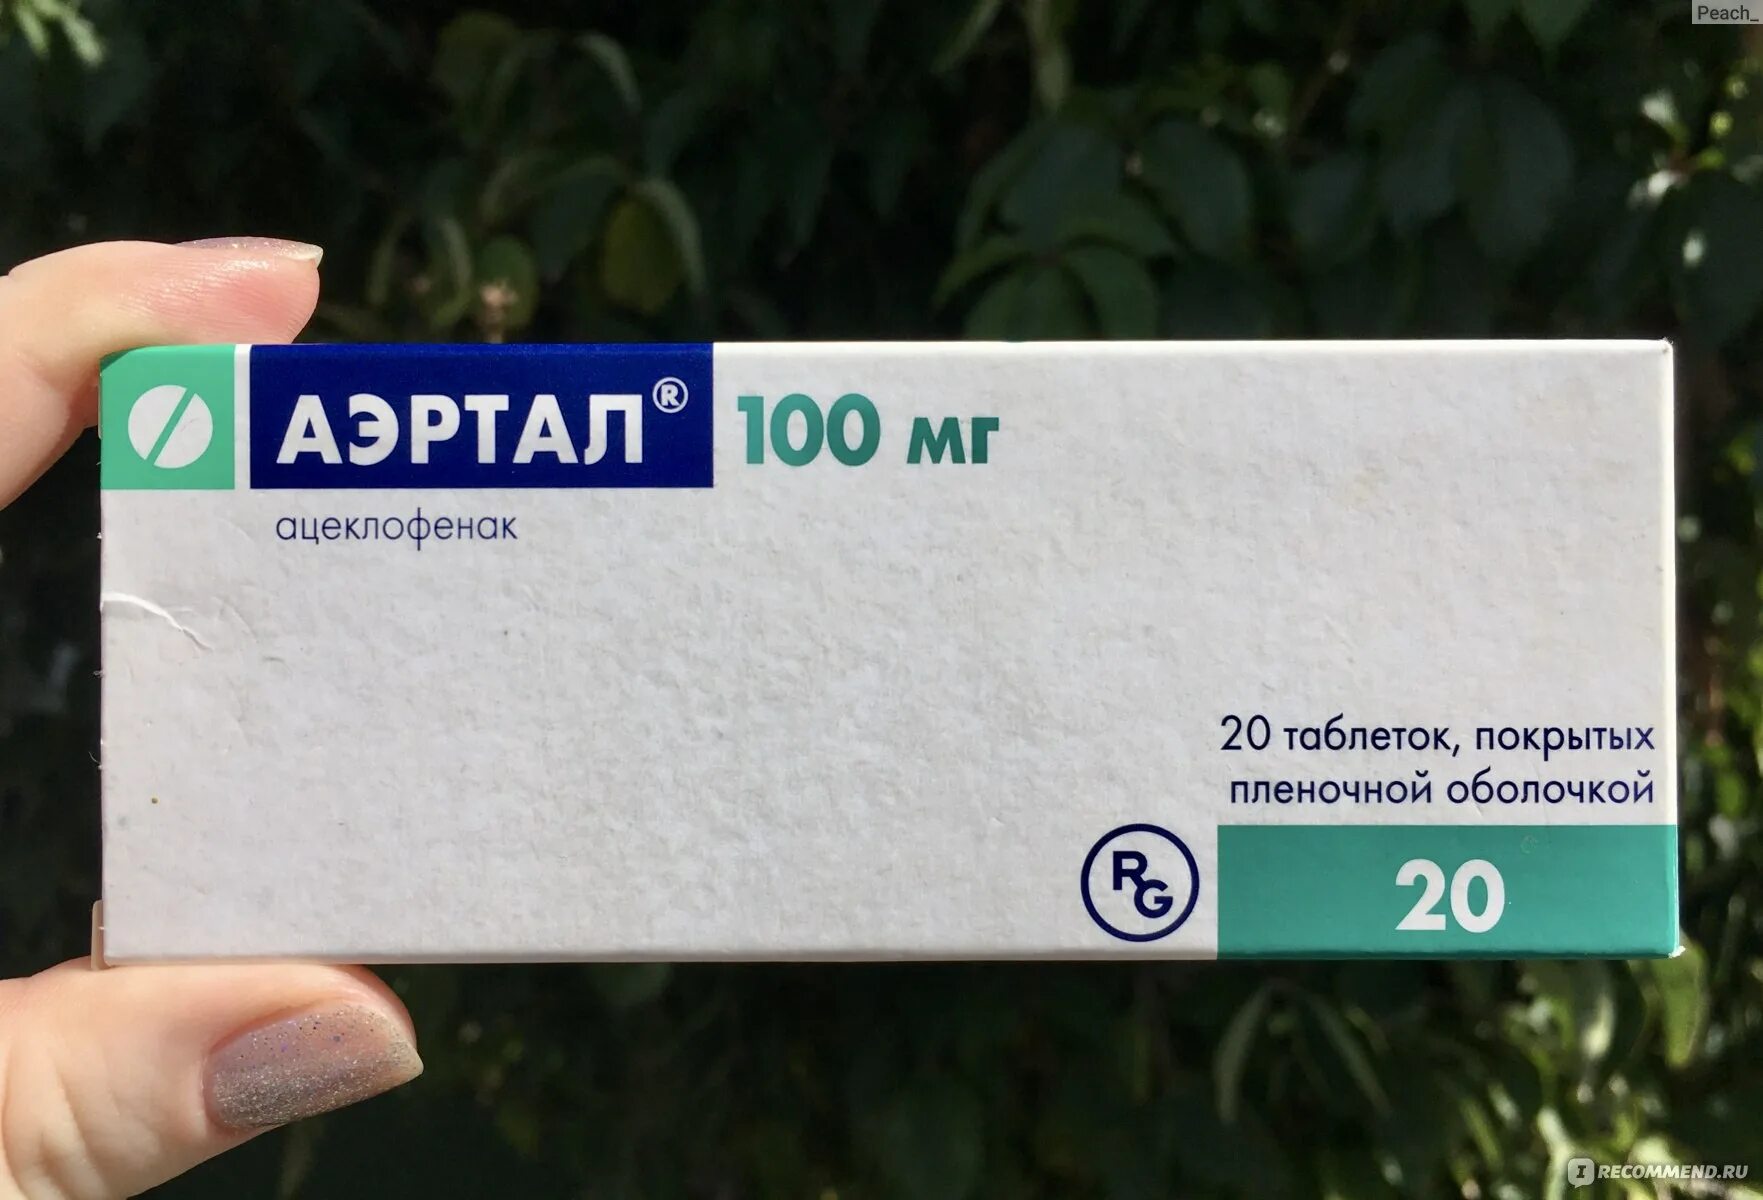 Peach_
АЭРТАЛ® 100 мг
ацеклофенак
20 таблеток, покрытых
пленочной оболочкой
RG
20
IRECOMMEND.RU